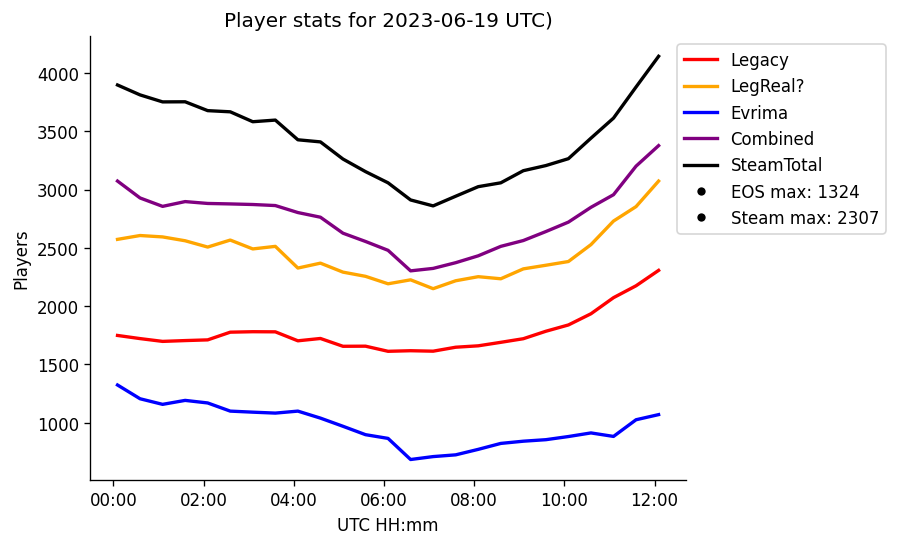 Player stats for 2023-06-19 UTC)
4000
3500
3000
2500
2000
1500
1000
Players
00:00 02:00 04:00 06:00 08:00 10:00 12:00
UTC HH:mm
Legacy
LegReal?
Evrima
Combined
SteamTotal
EOS max: 1324
Steam max: 2307